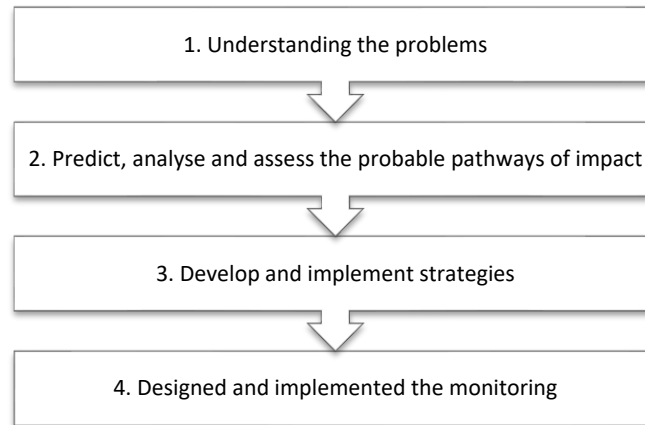 1. Understanding the problems
2. Predict, analyse and assess the probable pathways of impact
3. Develop and implement strategies
4. Designed and implemented the monitoring